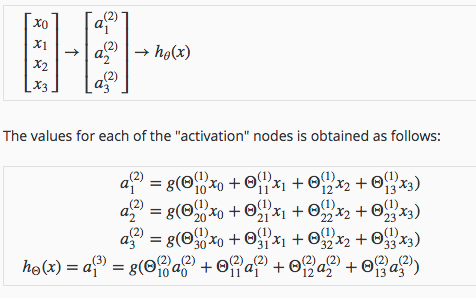 [x₀ x₁ x₂ x₃] → [a₁⁽²⁾ a₂⁽²⁾ a₃⁽²⁾] → h_θ(x)
The values for each of the "activation" nodes is obtained as follows:
a₁⁽²⁾ = g(Θ₁₀⁽¹⁾x₀ + Θ₁₁⁽¹⁾x₁ + Θ₁₂⁽¹⁾x₂ + Θ₁₃⁽¹⁾x₃)
a₂⁽²⁾ = g(Θ₂₀⁽¹⁾x₀ + Θ₂₁⁽¹⁾x₁ + Θ₂₂⁽¹⁾x₂ + Θ₂₃⁽¹⁾x₃)
a₃⁽²⁾ = g(Θ₃₀⁽¹⁾x₀ + Θ₃₁⁽¹⁾x₁ + Θ₃₂⁽¹⁾x₂ + Θ₃₃⁽¹⁾x₃)
h_Θ(x) = a₁⁽³⁾ = g(Θ₁₀⁽²⁾a₀⁽²⁾ + Θ₁₁⁽²⁾a₁⁽²⁾ + Θ₁₂⁽²⁾a₂⁽²⁾ + Θ₁₃⁽²⁾a₃⁽²⁾)